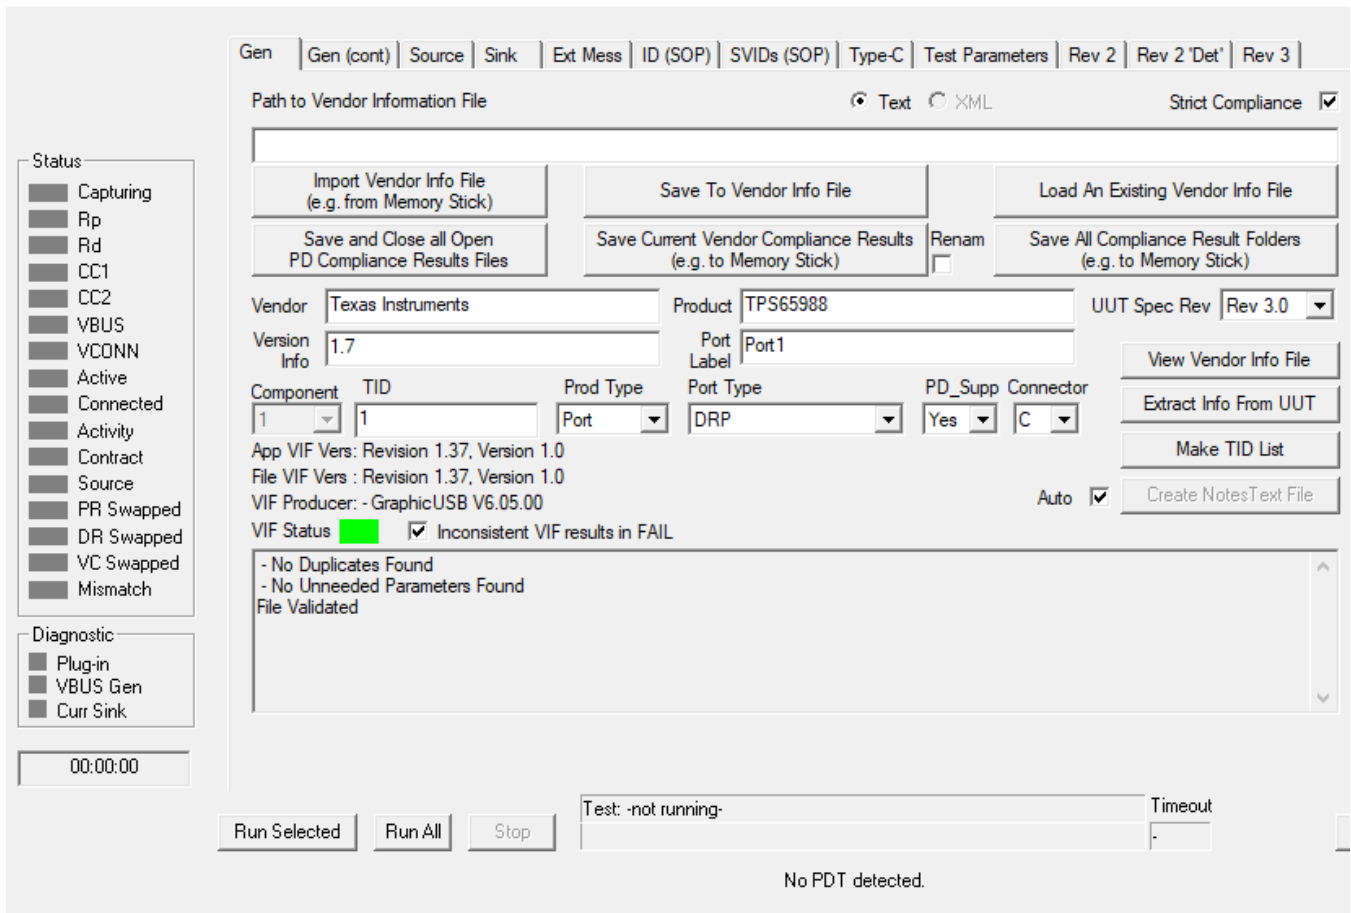 Gen Gen (cont) Source Sink Ext Mess ID (SOP) SVIDs (SOP) Type-C Test Parameters Rev 2 Rev 2 'Det' Rev 3
Path to Vendor Information File Text XML Strict Compliance
Import Vendor Info File
(e.g. from Memory Stick)
Save To Vendor Info File
Load An Existing Vendor Info File
Save and Close all Open
PD Compliance Results Files
Save Current Vendor Compliance Results
(e.g. to Memory Stick)
Renam
Save All Compliance Result Folders
(e.g. to Memory Stick)
Vendor Texas Instruments Product TPS65988 UUT Spec Rev Rev 3.0
Version
Info
1.7
Port
Label
Port1
View Vendor Info File
Component TID Prod Type Port Type PD_Supp Connector
1 1 Port DRP Yes C
Extract Info From UUT
App VIF Vers: Revision 1.37, Version 1.0
Make TID List
File VIF Vers : Revision 1.37, Version 1.0
VIF Producer: - GraphicUSB V6.05.00
Auto Create NotesText File
VIF Status Inconsistent VIF results in FAIL
- No Duplicates Found
- No Unneeded Parameters Found
File Validated
Status
Capturing
Rp
Rd
CC1
CC2
VBUS
VCONN
Active
Connected
Activity
Contract
Source
PR Swapped
DR Swapped
VC Swapped
Mismatch
Diagnostic
Plug-in
VBUS Gen
Curr Sink
00:00:00
Run Selected Run All Stop
Test: -not running-
Timeout
-
No PDT detected.